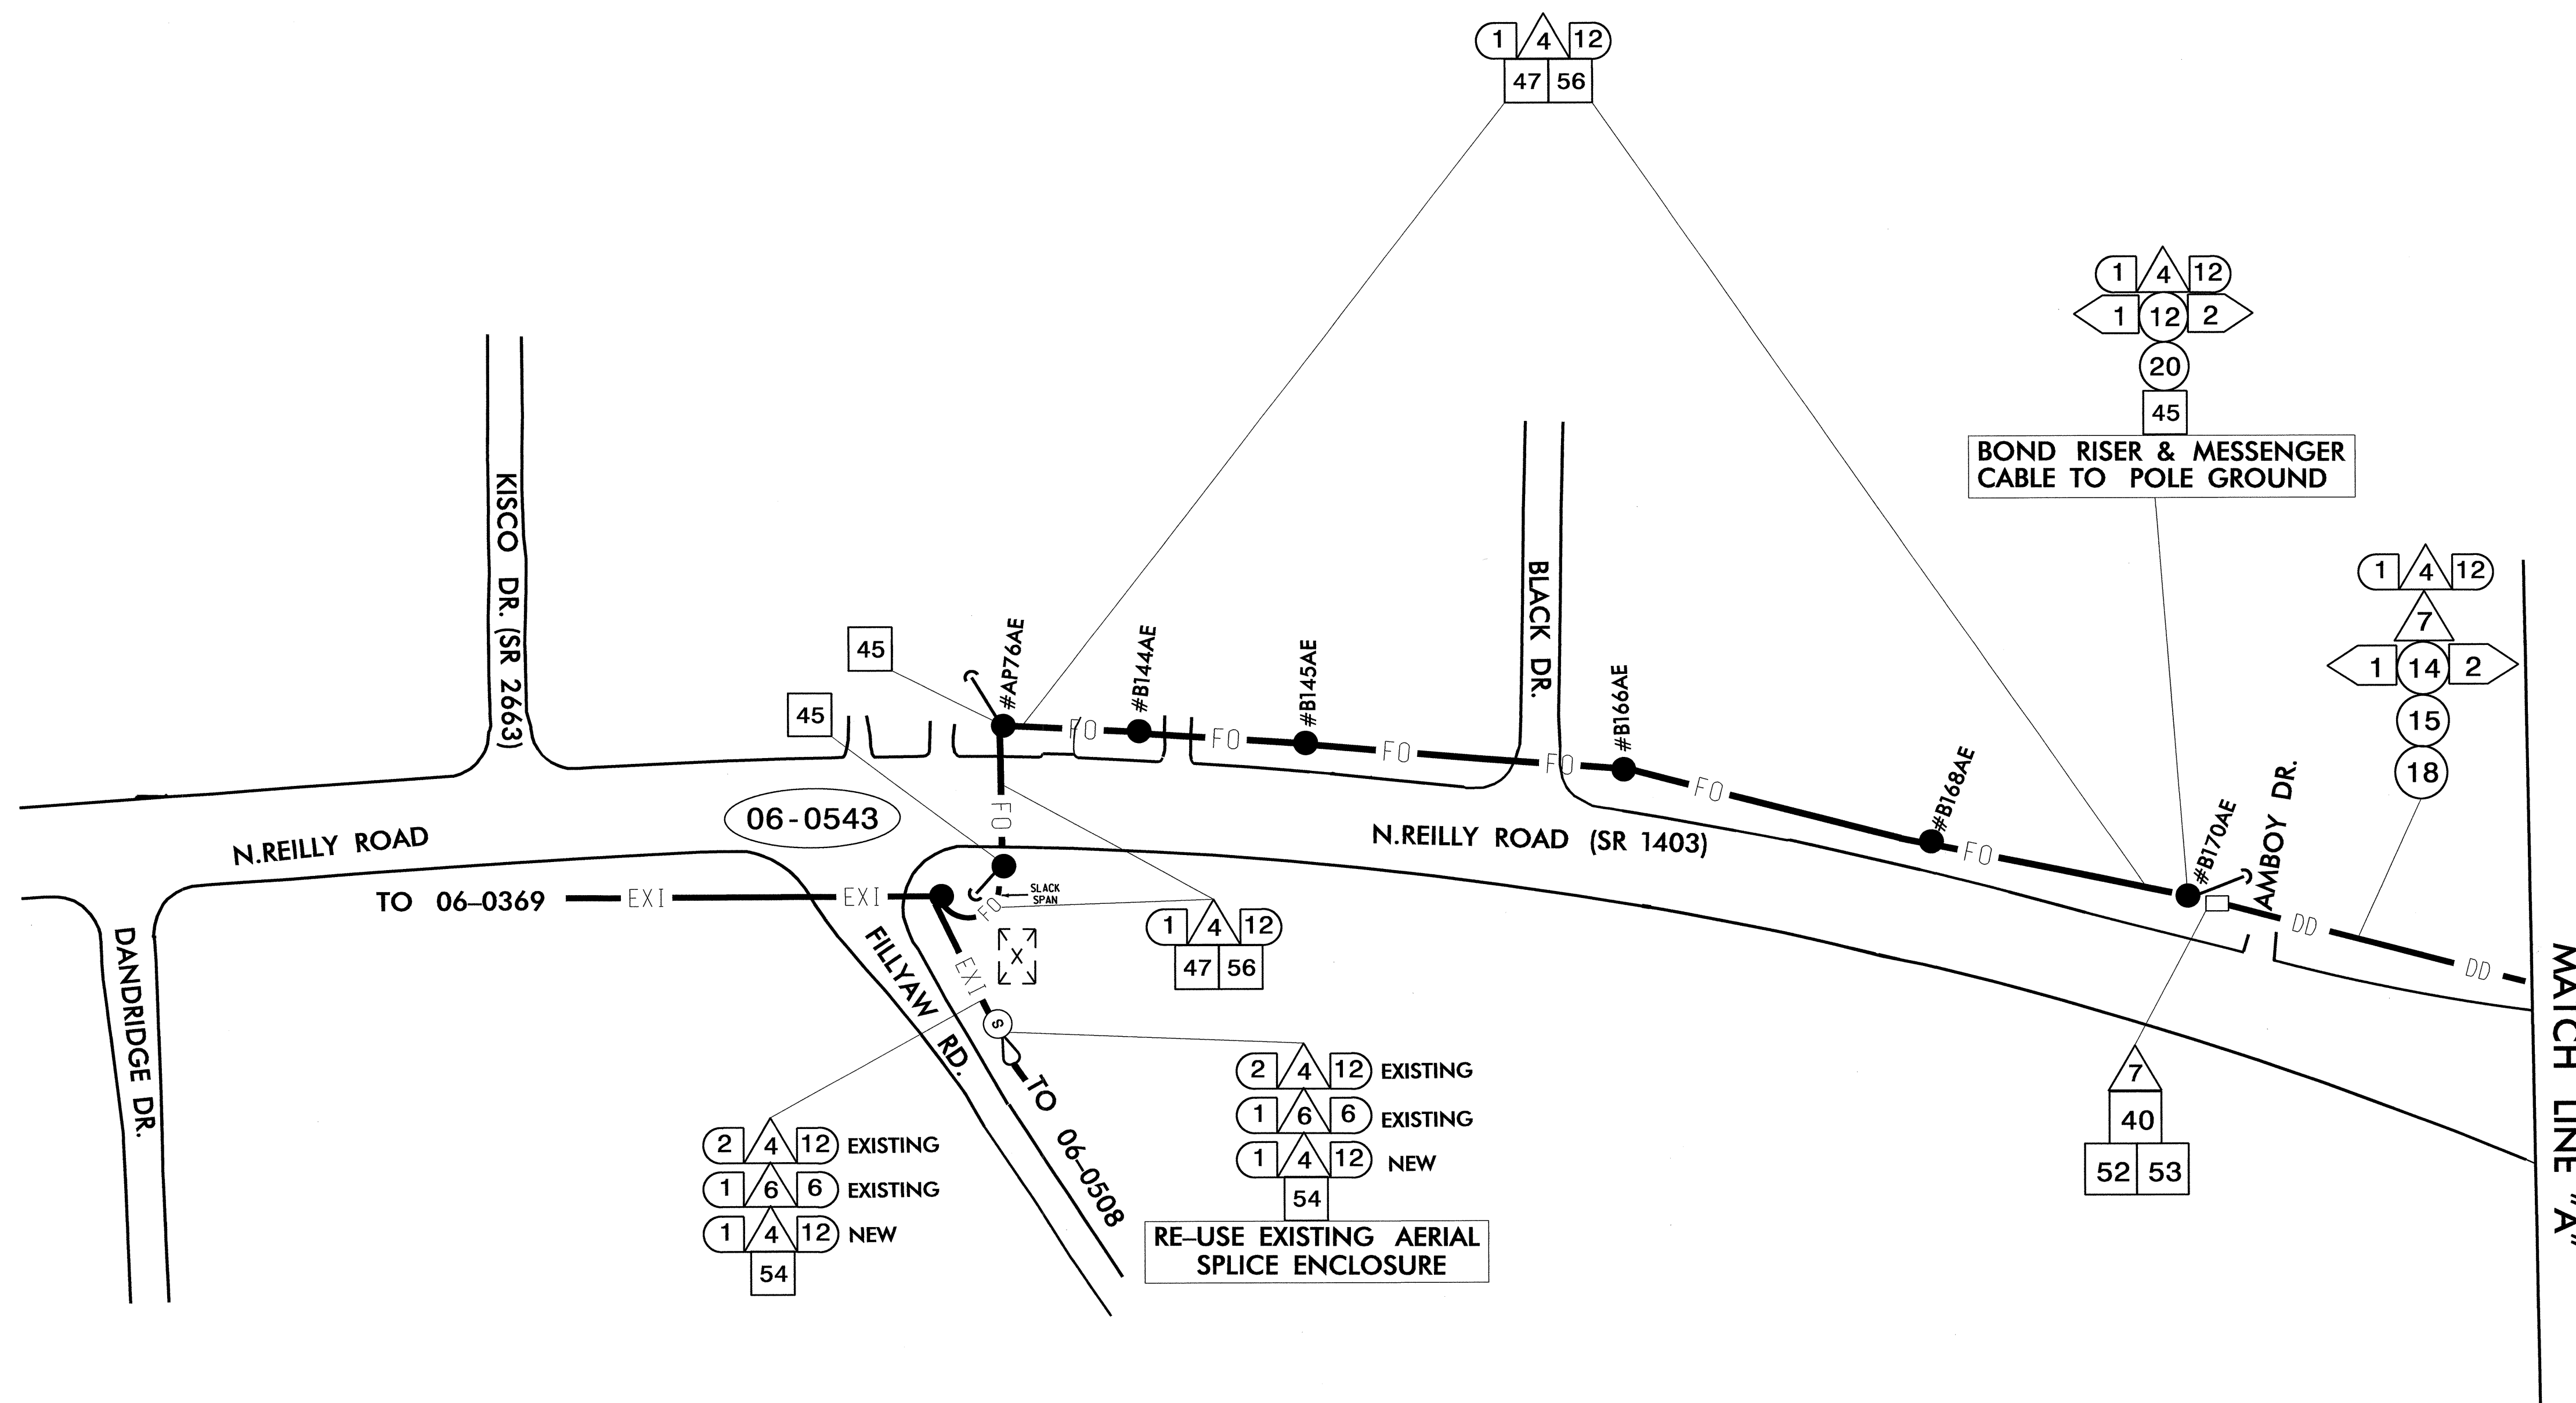 1 4 12
47 56
1 4 12
1 12 2
20
45
BOND RISER & MESSENGER
CABLE TO POLE GROUND
1 4 12
7
1 14 2
15
18
KISCO DR. (SR 2663)
BLACK DR.
45
45
#AP76AE
#B144AE
#B145AE
#B166AE
#B168AE
#B170AE
AMBOY DR.
FO
FO
FO
FO
FO
FO
FO
FO
DD
DD
06-0543
N.REILLY ROAD
N.REILLY ROAD (SR 1403)
TO 06-0369
EXI
EXI
EXI
SLACK
SPAN
X
S
1 4 12
47 56
DANDRIDGE DR.
FILLYAW RD.
TO 06-0508
2 4 12 EXISTING
1 6 6 EXISTING
1 4 12 NEW
54
2 4 12 EXISTING
1 6 6 EXISTING
1 4 12 NEW
54
RE-USE EXISTING AERIAL
SPLICE ENCLOSURE
7
40
52 53
MATCH LINE "A"